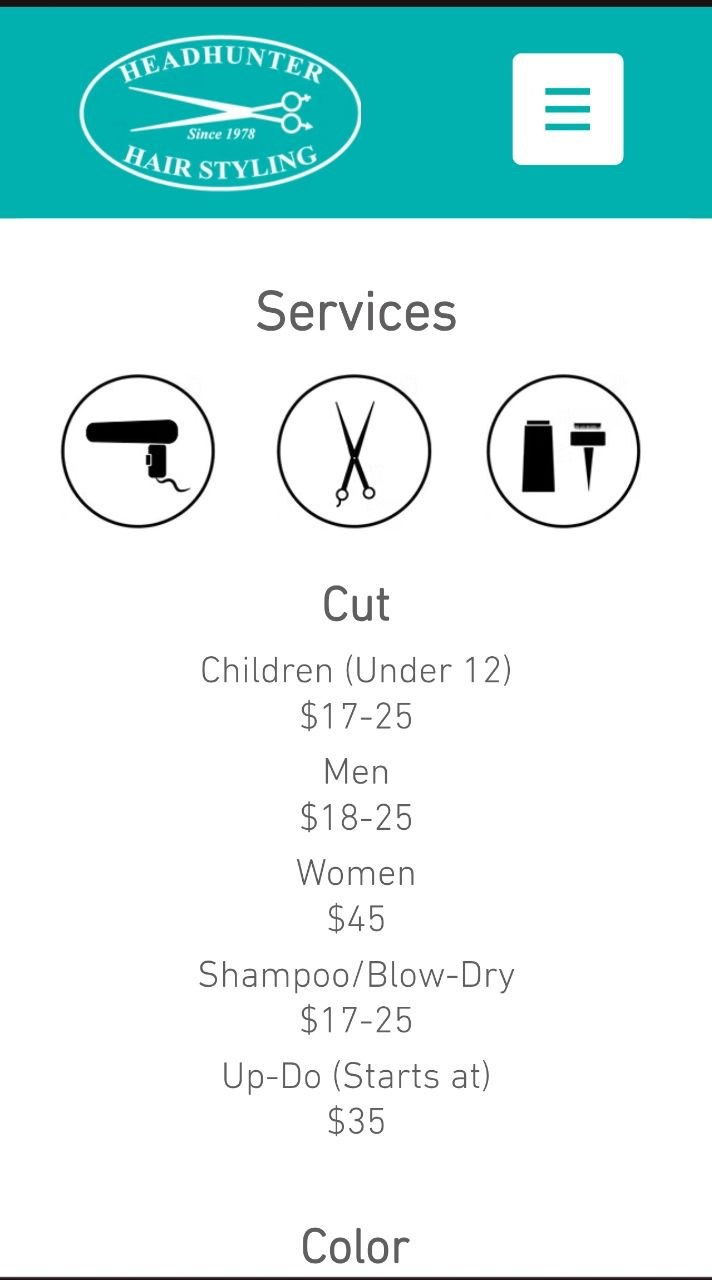 HEADHUNTER
Since 1978
HAIR STYLING
Services
Cut
Children (Under 12)
$17-25
Men
$18-25
Women
$45
Shampoo/Blow-Dry
$17-25
Up-Do (Starts at)
$35
Color